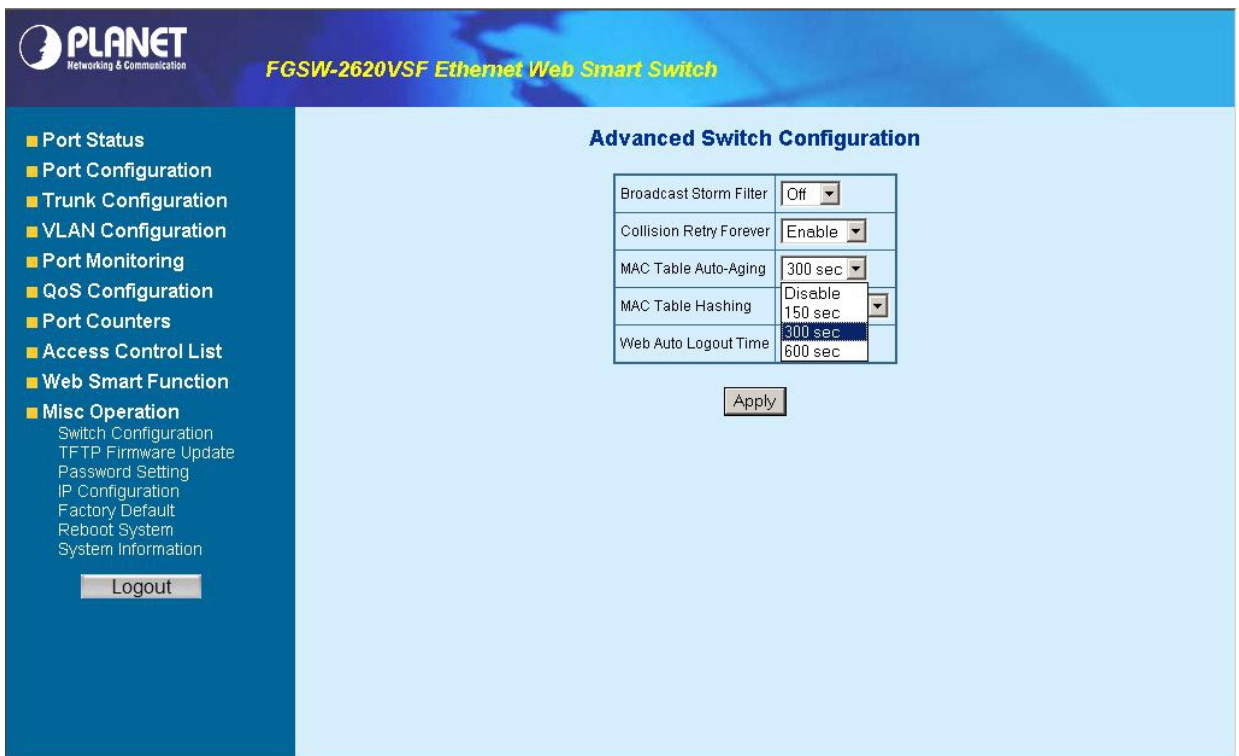 PLANET
Networking & Communication
FGSW-2620VSF Ethernet Web Smart Switch
Port Status
Port Configuration
Trunk Configuration
VLAN Configuration
Port Monitoring
QoS Configuration
Port Counters
Access Control List
Web Smart Function
Misc Operation
Switch Configuration
TFTP Firmware Update
Password Setting
IP Configuration
Factory Default
Reboot System
System Information
Logout
Advanced Switch Configuration
Broadcast Storm Filter Off
Collision Retry Forever Enable
MAC Table Auto-Aging 300 sec
Disable
150 sec
300 sec
600 sec
MAC Table Hashing
Web Auto Logout Time
Apply